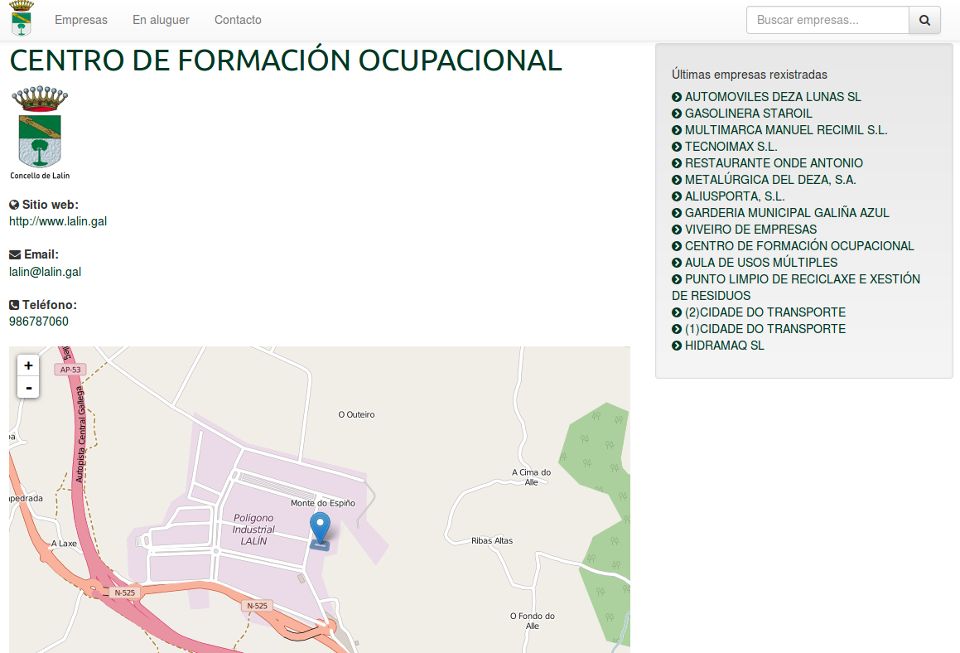 Empresas
En aluguer
Contacto
Buscar empresas...
CENTRO DE FORMACIÓN OCUPACIONAL
Concello de Lalín
Sitio web:
http://www.lalin.gal
Email:
lalin@lalin.gal
Teléfono:
986787060
Últimas empresas rexistradas
AUTOMOVILES DEZA LUNAS SL
GASOLINERA STAROIL
MULTIMARCA MANUEL RECIMIL S.L.
TECNOIMAX S.L.
RESTAURANTE ONDE ANTONIO
METALÚRGICA DEL DEZA, S.A.
ALIUSPORTA, S.L.
GARDERIA MUNICIPAL GALIÑA AZUL
VIVEIRO DE EMPRESAS
CENTRO DE FORMACIÓN OCUPACIONAL
AULA DE USOS MÚLTIPLES
PUNTO LIMPIO DE RECICLAXE E XESTIÓN
DE RESIDUOS
(2)CIDADE DO TRANSPORTE
(1)CIDADE DO TRANSPORTE
HIDRAMAQ SL
+
-
AP-53
Autopista Central Gallega
O Outeiro
A Cima do
Alle
Monte do Espiño
Polígono
Industrial
LALÍN
Ribas Altas
A Laxe
N-525
N-525
O Fondo do
Alle